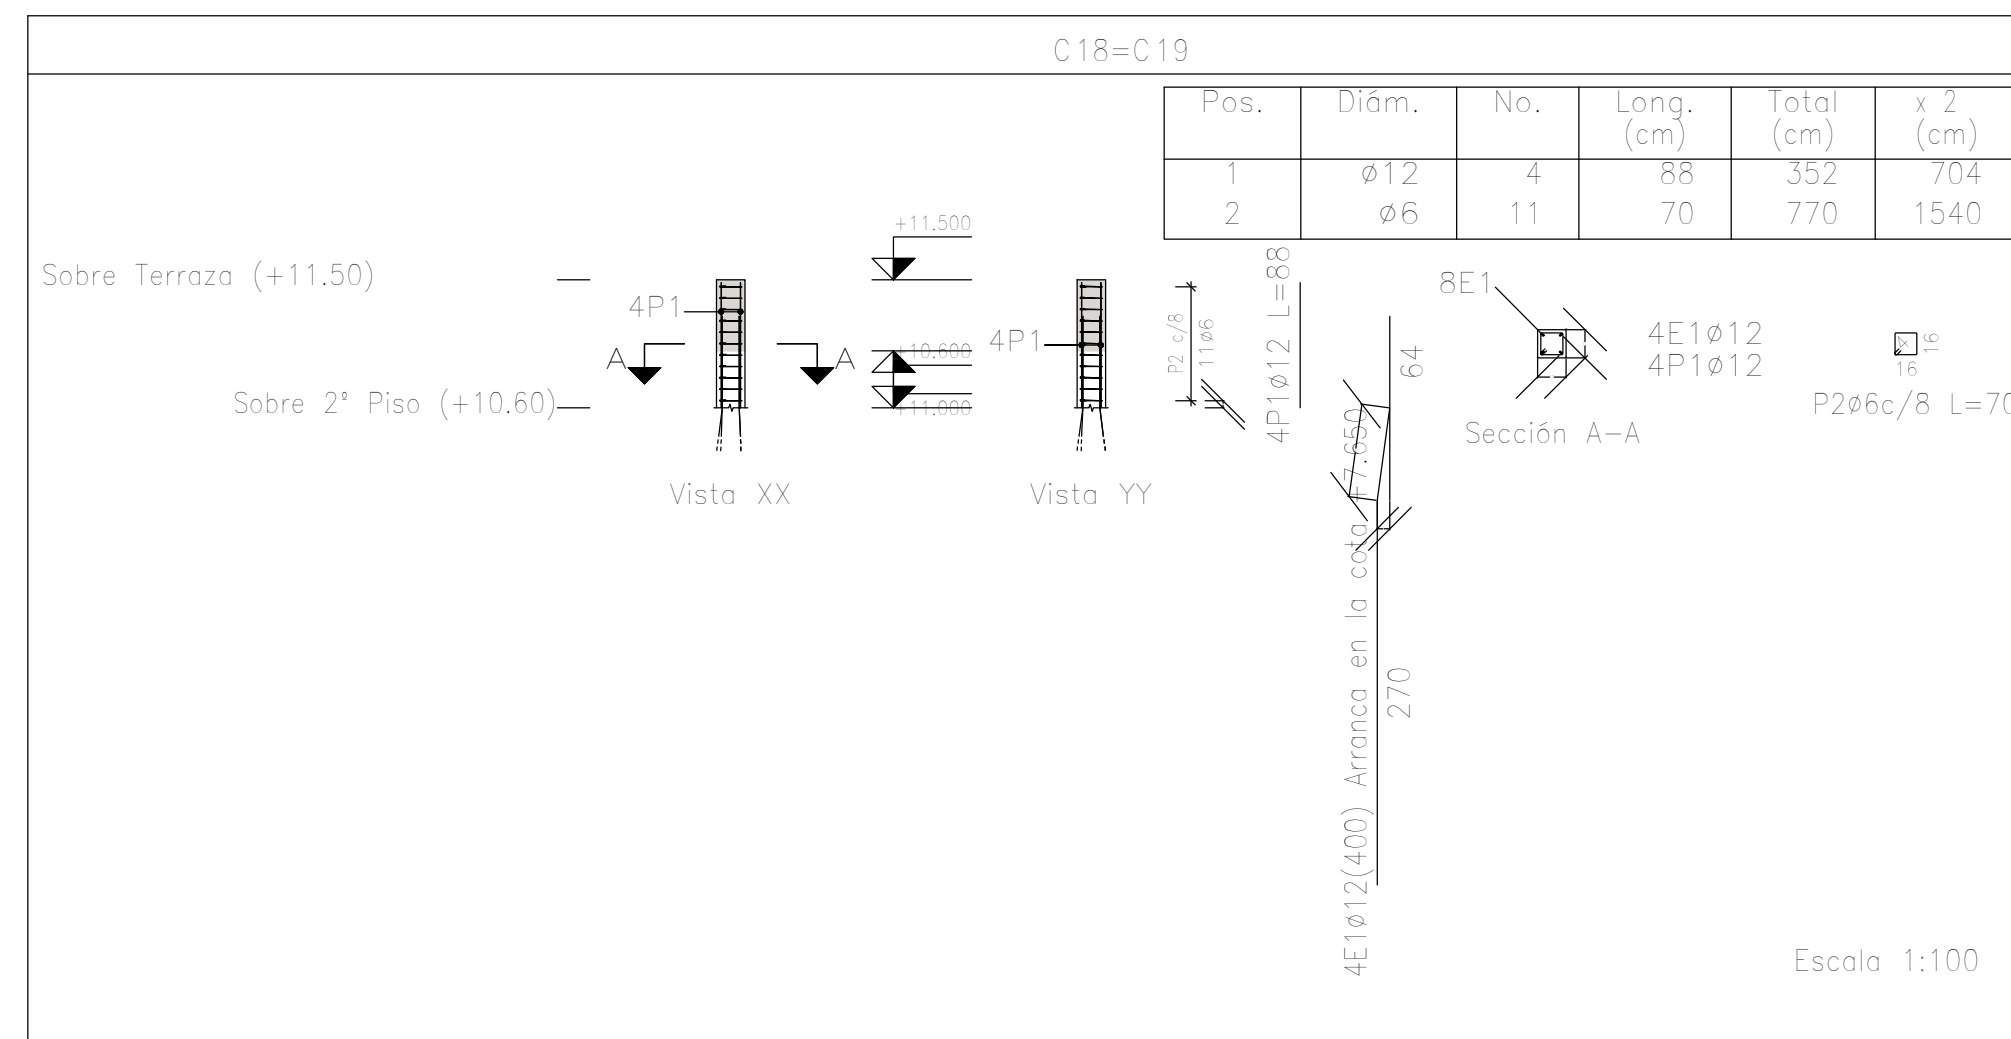 C18=C19
Pos. Diám. No. Long. (cm) Total (cm) x 2 (cm)
1 ø12 4 88 352 704
2 ø6 11 70 770 1540
Sobre Terraza (+11.50)
Sobre 2º Piso (+10.60)
4P1
A A
Vista XX
+11.500
+10.600
+11.000
4P1
Vista YY
P2 c/8
11ø6
4P1ø12 L=88
64
270
4E1ø12(400) Arranca en la cota +7.650
8E1
4E1ø12
4P1ø12
Sección A-A
4
16
16
P2ø6c/8 L=70
Escala 1:100